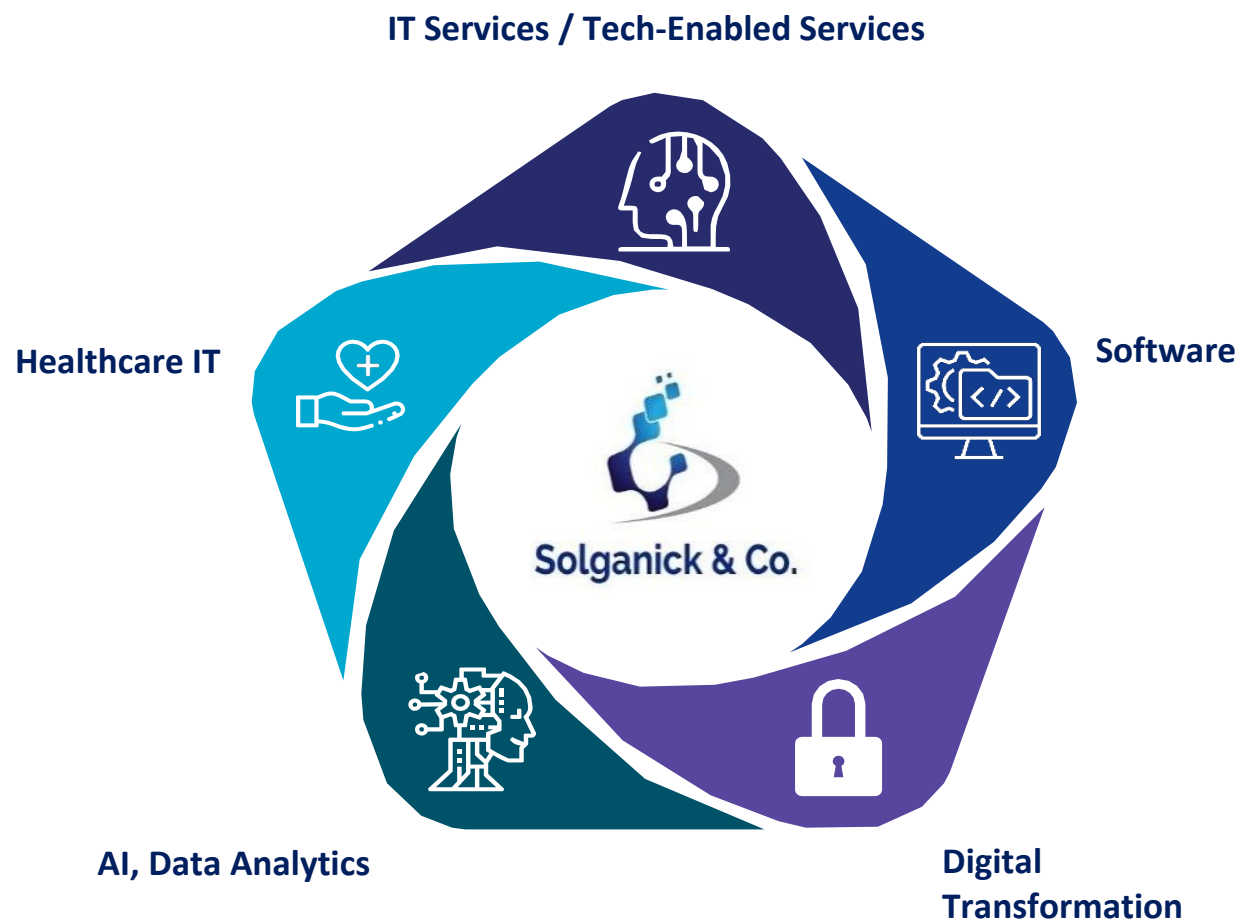 IT Services / Tech-Enabled Services
Healthcare IT
Software
</>
Solganick & Co.
AI, Data Analytics
Digital
Transformation